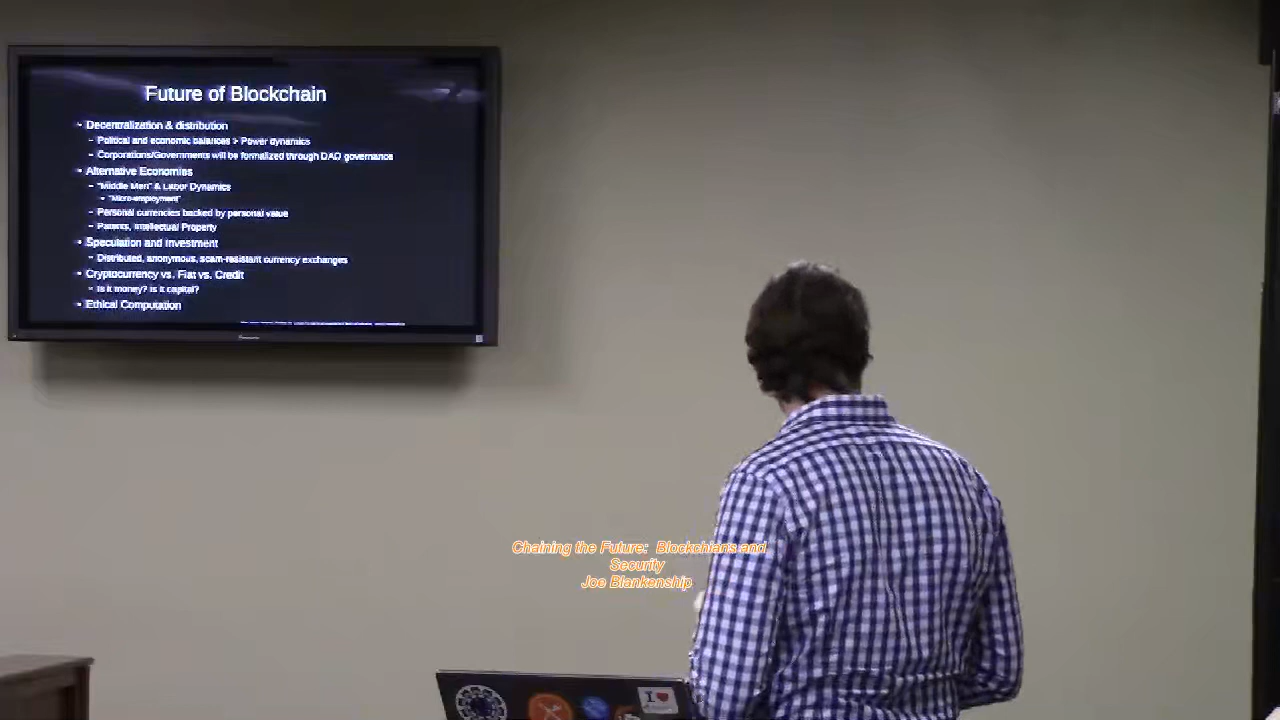 Future of Blockchain
Decentralization & distribution
Political and economic balances > Power dynamics
Corporations/Governments will be formalized through DAO governance
Alternative Economies
"Middle Men" & Labor Dynamics
"Micro-employment"
Personal currencies backed by personal value
Patents, Intellectual Property
Speculation and Investment
Distributed, anonymous, scam-resistant currency exchanges
Cryptocurrency vs. Fiat vs. Credit
Is it money? Is it capital?
Ethical Computation
Chaining the Future: Blockchians and
Security
Joe Blankenship
I